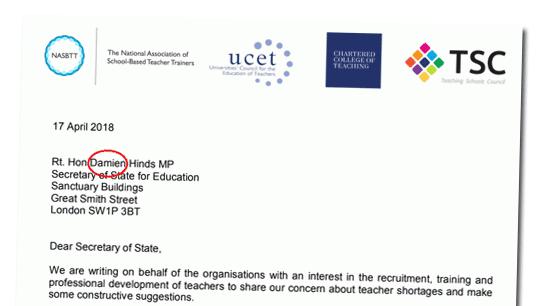 NASBTT
The National Association of
School-Based Teacher Trainers
ucet
Universities' Council for the
Education of Teachers
CHARTERED
COLLEGE OF
TEACHING
TSC
Teaching Schools Council
17 April 2018
Rt. Hon Damien Hinds MP
Secretary of State for Education
Sanctuary Buildings
Great Smith Street
London SW1P 3BT
Dear Secretary of State,
We are writing on behalf of the organisations with an interest in the recruitment, training and
professional development of teachers to share our concern about teacher shortages and make
some constructive suggestions.